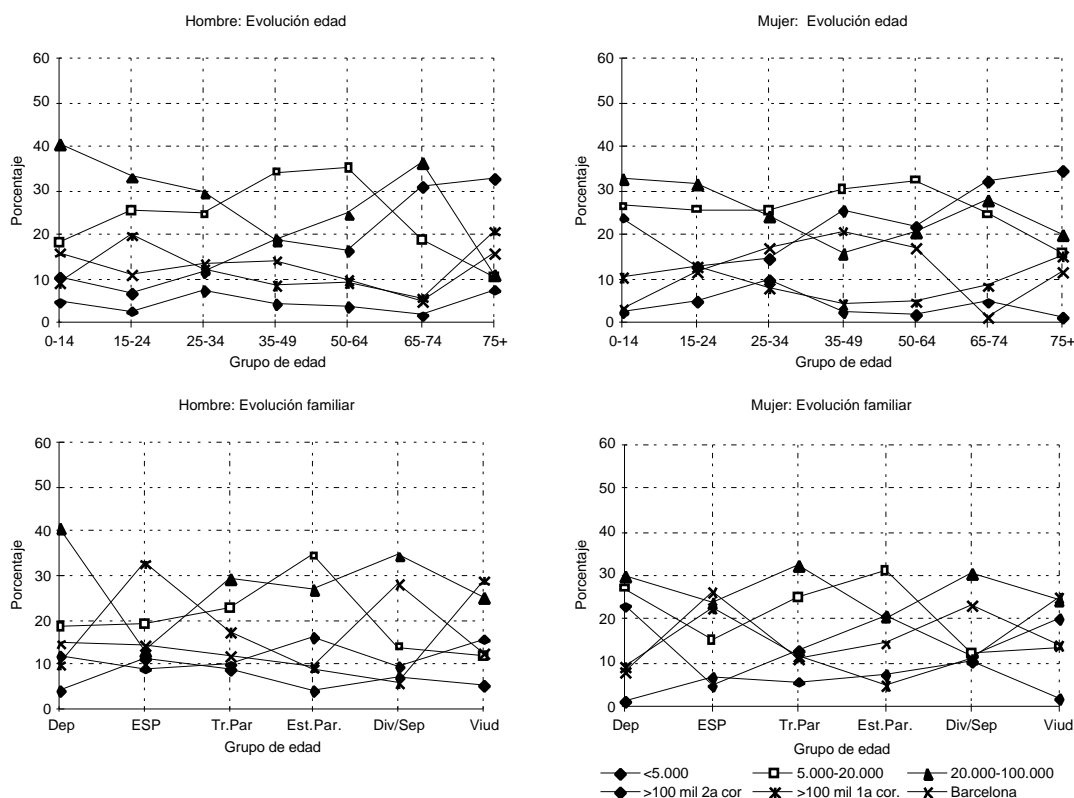 Hombre: Evolución edad
60
50
40
30
20
10
0
Porcentaje
0-14 15-24 25-34 35-49 50-64 65-74 75+
Grupo de edad
Mujer: Evolución edad
60
50
40
30
20
10
0
Porcentaje
0-14 15-24 25-34 35-49 50-64 65-74 75+
Grupo de edad
Hombre: Evolución familiar
60
50
40
30
20
10
0
Porcentaje
Dep ESP Tr.Par Est.Par. Div/Sep Viud
Grupo de edad
Mujer: Evolución familiar
60
50
40
30
20
10
0
Porcentaje
Dep ESP Tr.Par Est.Par. Div/Sep Viud
Grupo de edad
<5.000 5.000-20.000 20.000-100.000
>100 mil 2a cor >100 mil 1a cor. Barcelona